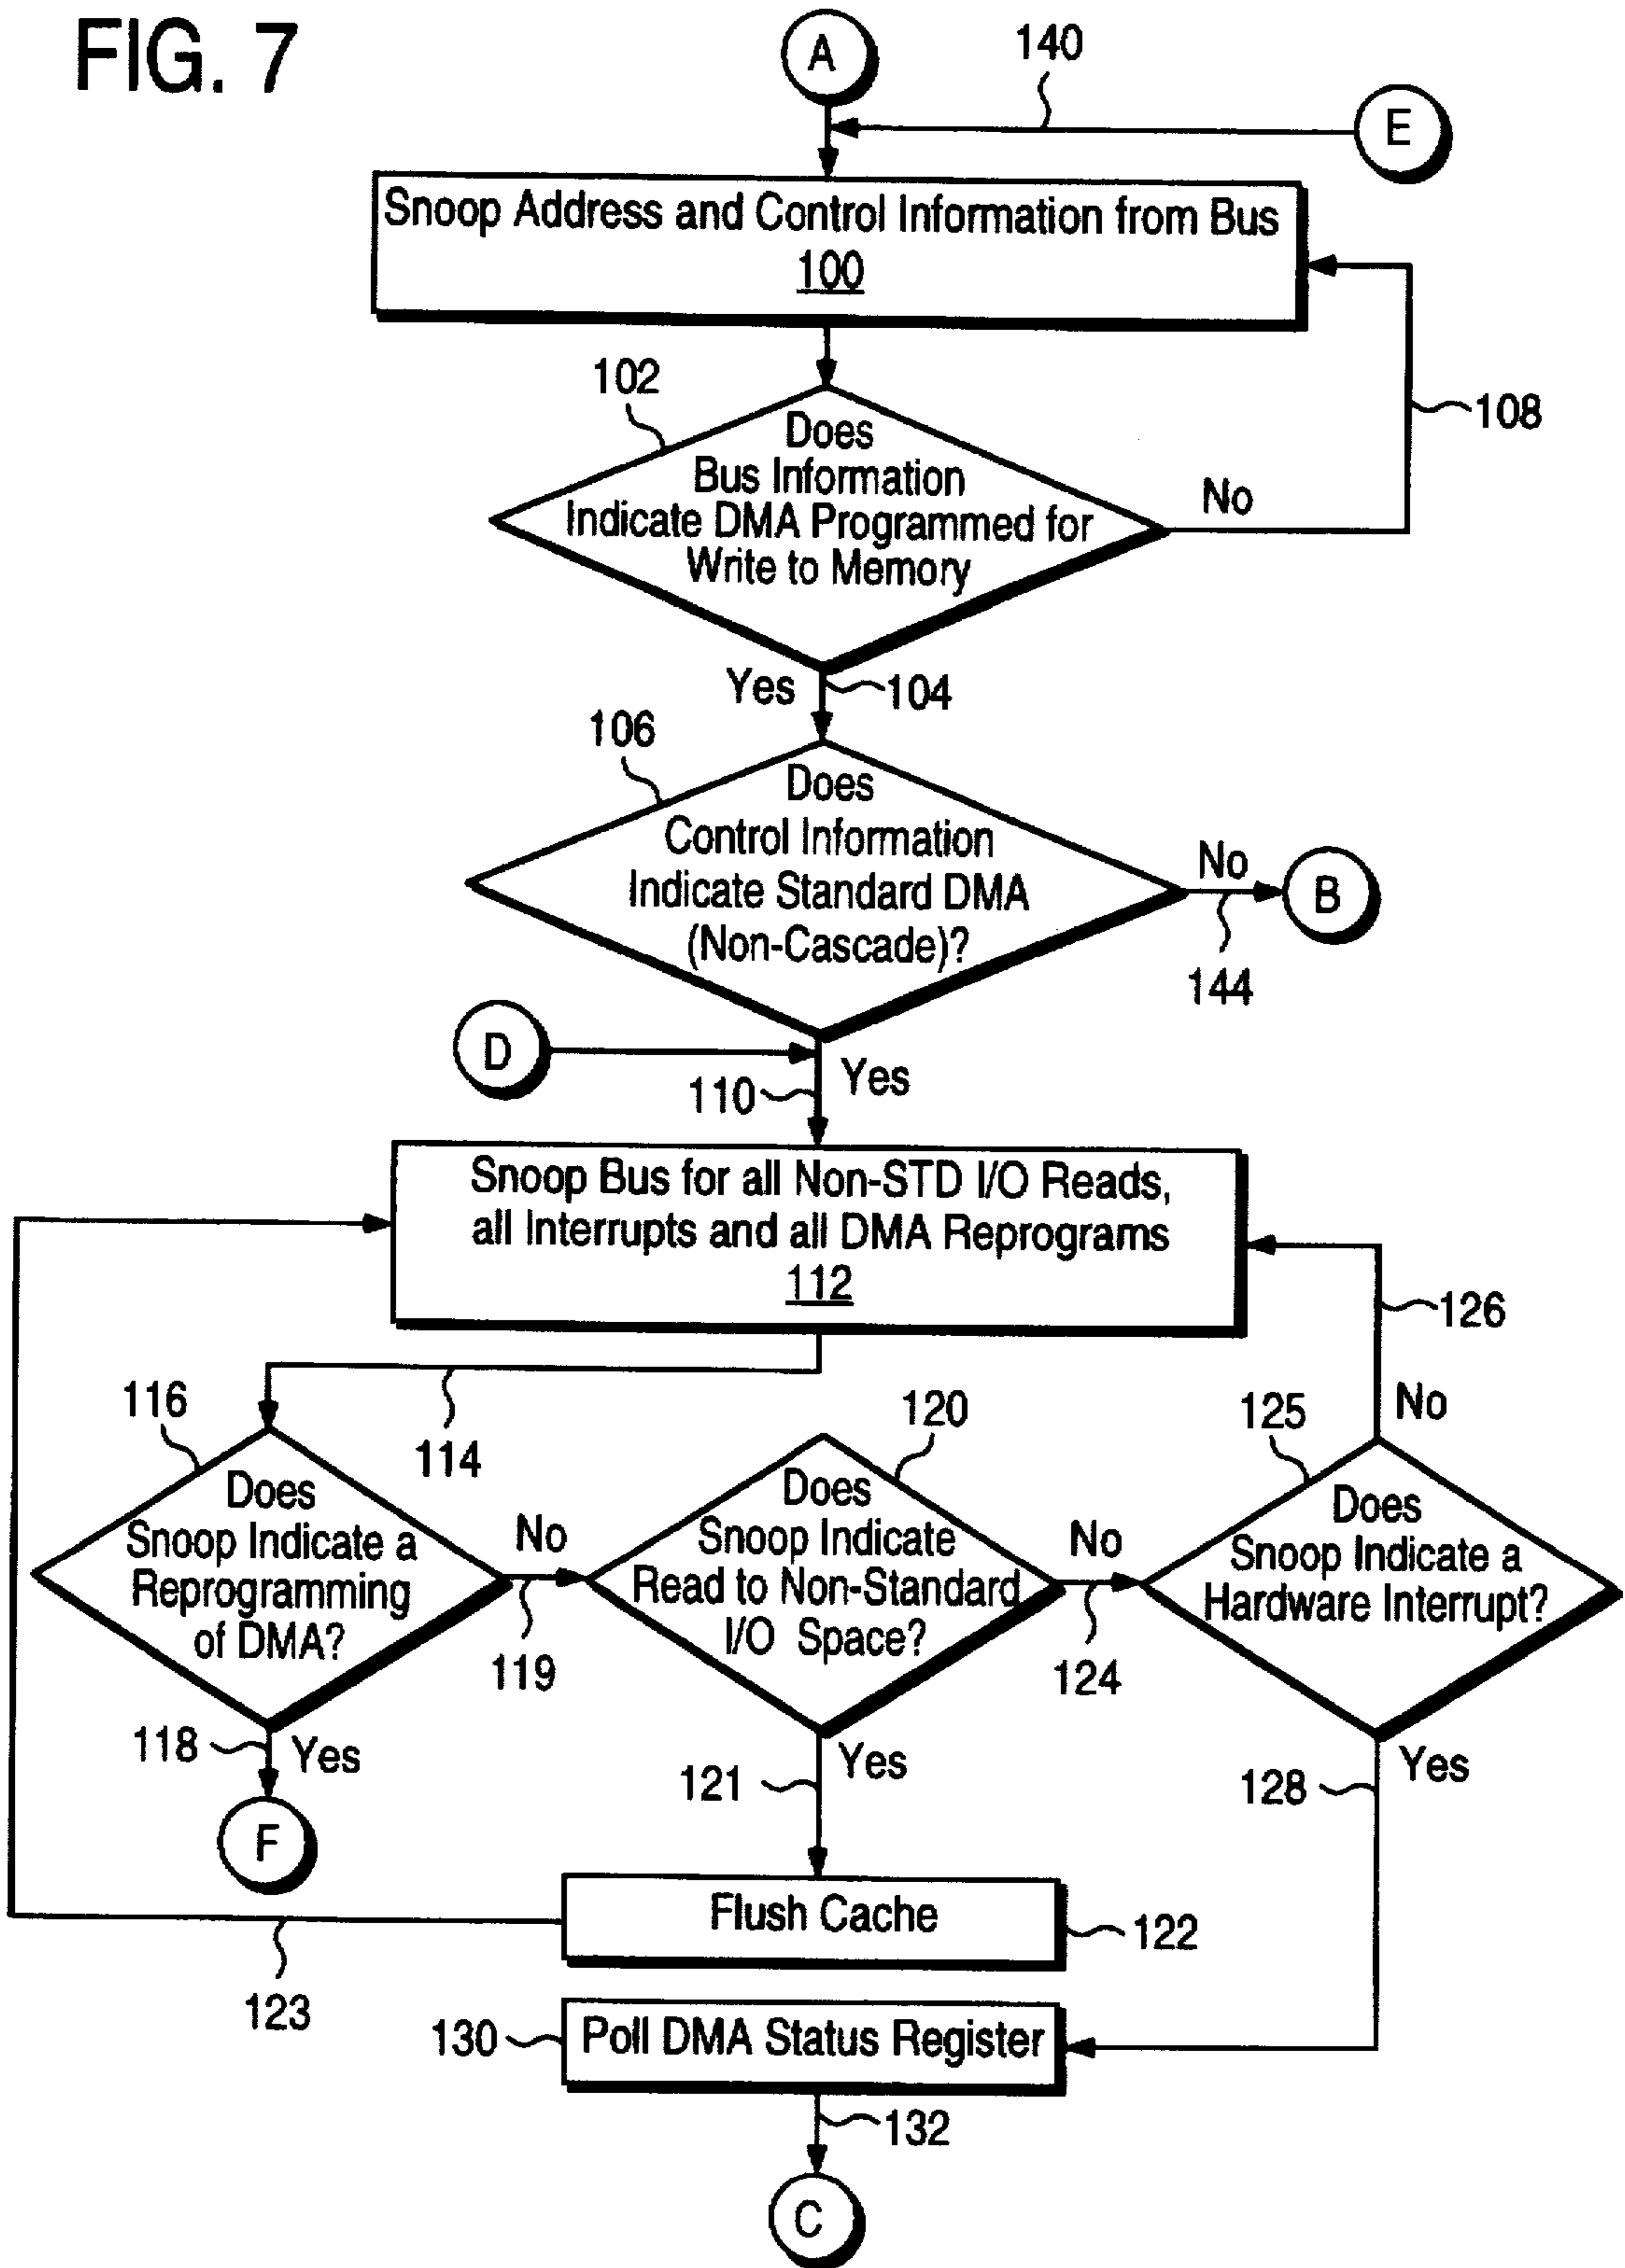 FIG. 7
A
140
E
Snoop Address and Control Information from Bus
100
102
Does
Bus Information
Indicate DMA Programmed for
Write to Memory
No
108
Yes
104
106
Does
Control Information
Indicate Standard DMA
(Non-Cascade)?
No
B
144
D
110
Yes
Snoop Bus for all Non-STD I/O Reads,
all Interrupts and all DMA Reprograms
112
126
114
116
Does
Snoop Indicate a
Reprogramming
of DMA?
No
119
118
Yes
F
120
Does
Snoop Indicate
Read to Non-Standard
I/O Space?
No
124
121
Yes
125
No
Does
Snoop Indicate a
Hardware Interrupt?
128
Yes
Flush Cache
122
123
130
Poll DMA Status Register
132
C